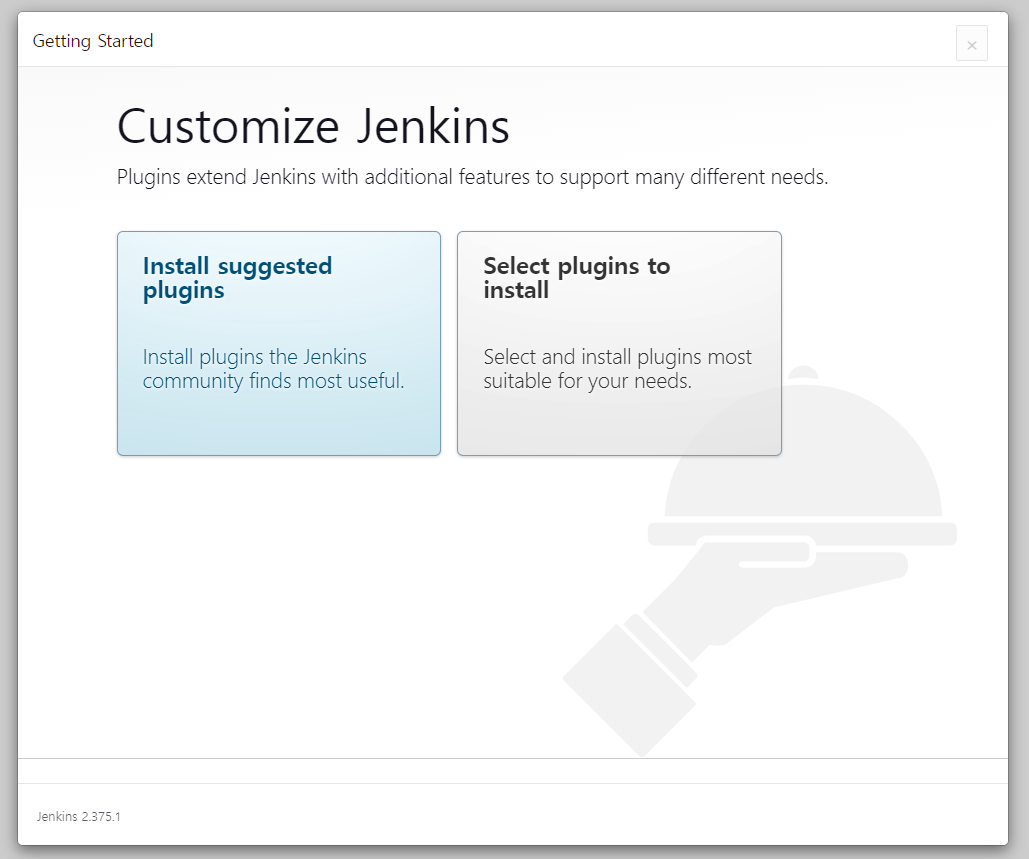 Getting Started
×
Customize Jenkins
Plugins extend Jenkins with additional features to support many different needs.
Install suggested
plugins
Install plugins the Jenkins
community finds most useful.
Select plugins to
install
Select and install plugins most
suitable for your needs.
Jenkins 2.375.1